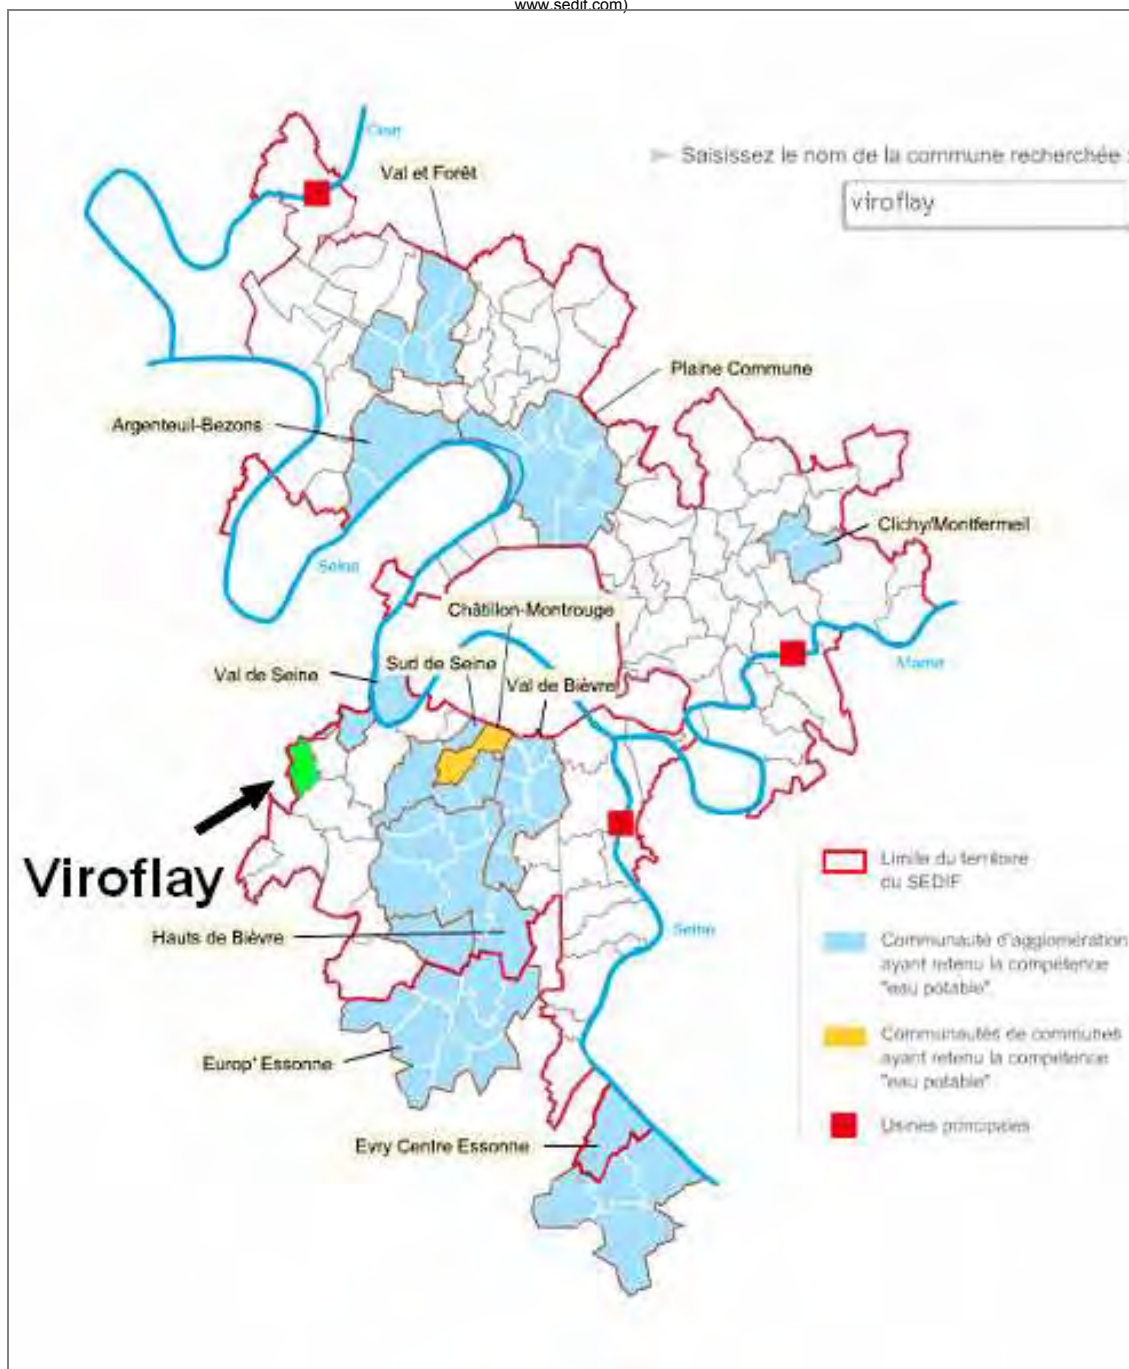 www.sedif.com)
Oise
Val et Forêt
Saisissez le nom de la commune recherchée :
viroflay
Plaine Commune
Argenteuil-Bezons
Clichy/Montfermeil
Seine
Châtillon-Montrouge
Marne
Sud de Seine
Val de Seine
Val de Bièvre
Viroflay
Limite du territoire
du SEDIF
Seine
Hauts de Bièvre
Communauté d'agglomération
ayant retenu la compétence
"eau potable"
Communautés de communes
ayant retenu la compétence
"eau potable"
Europ' Essonne
Usines principales
Evry Centre Essonne